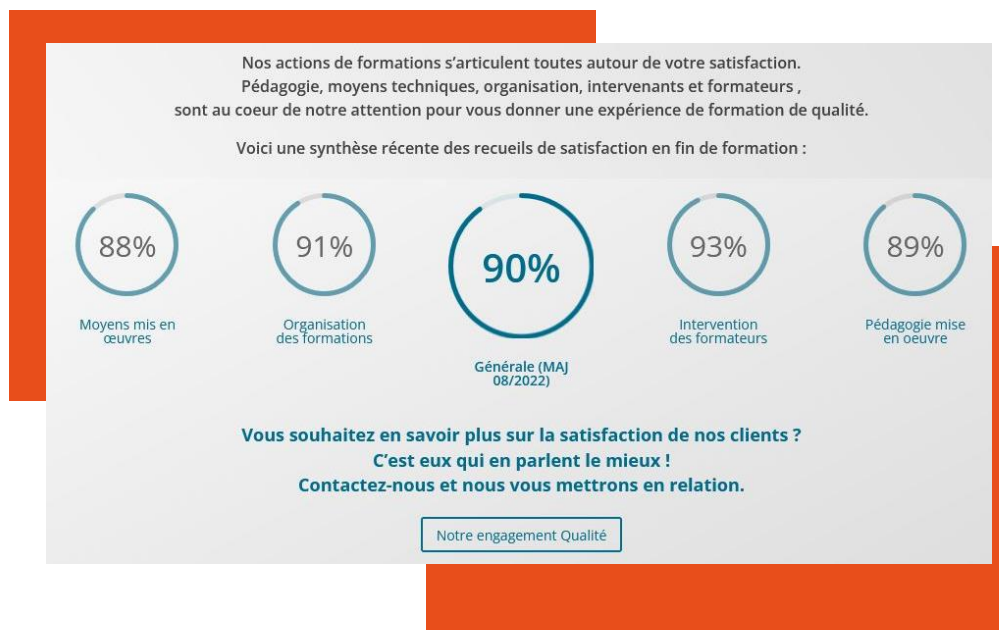 Nos actions de formations s’articulent toutes autour de votre satisfaction.
Pédagogie, moyens techniques, organisation, intervenants et formateurs ,
sont au coeur de notre attention pour vous donner une expérience de formation de qualité.
Voici une synthèse récente des recueils de satisfaction en fin de formation :
88%
Moyens mis en
œuvres
91%
Organisation
des formations
90%
Générale (MAJ
08/2022)
93%
Intervention
des formateurs
89%
Pédagogie mise
en oeuvre
Vous souhaitez en savoir plus sur la satisfaction de nos clients ?
C’est eux qui en parlent le mieux !
Contactez-nous et nous vous mettrons en relation.
Notre engagement Qualité